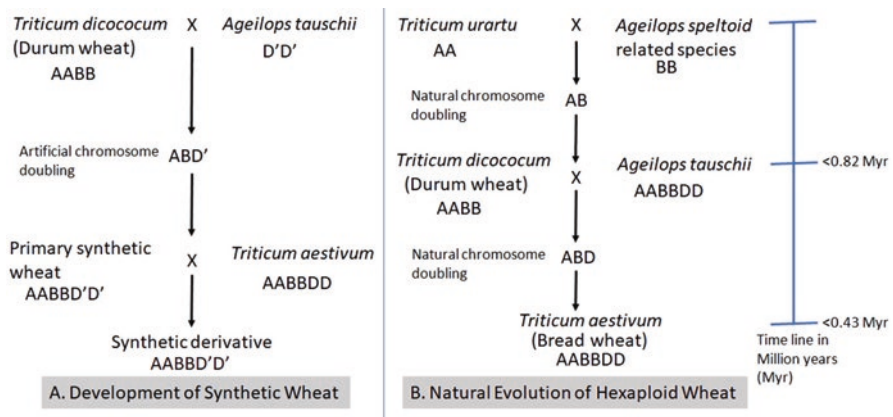 Triticum dicococum X Ageilops tauschii
(Durum wheat) D'D'
AABB
Artificial chromosome
doubling
ABD'
Primary synthetic
wheat
AABBD'D'
X
Triticum aestivum
AABBDD
Synthetic derivative
AABBD'D'
A. Development of Synthetic Wheat
Triticum urartu X Ageilops speltoid
AA related species
BB
Natural chromosome
doubling
AB
Triticum dicococum
(Durum wheat)
AABB
X
Ageilops tauschii
AABBDD
Natural chromosome
doubling
ABD
Triticum aestivum
(Bread wheat)
AABBDD
B. Natural Evolution of Hexaploid Wheat
<0.82 Myr
<0.43 Myr
Time line in
Million years
(Myr)